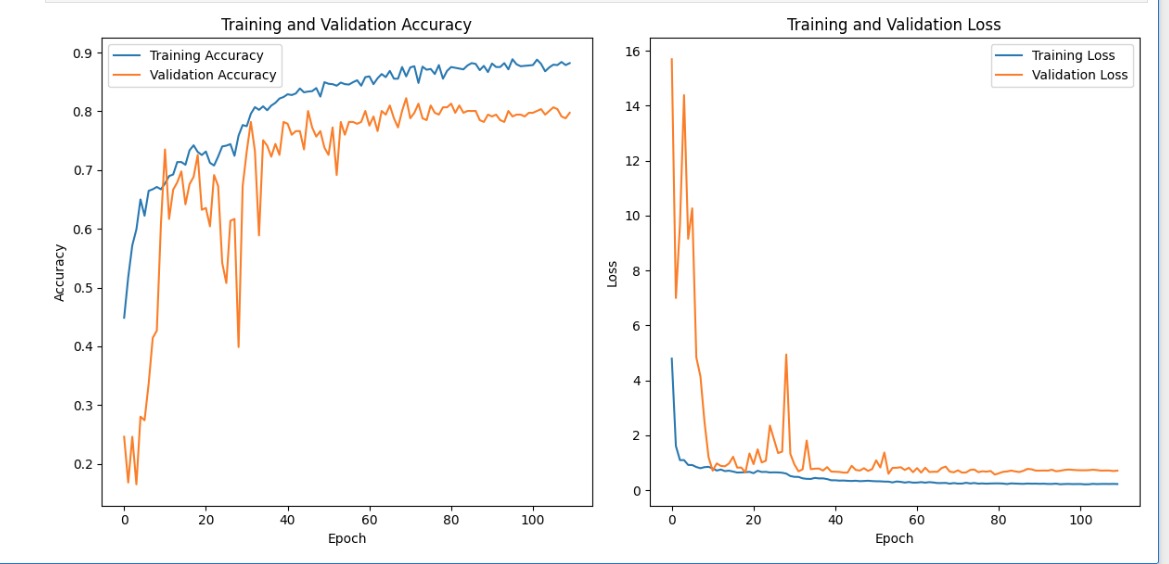 Training and Validation Accuracy
Training Accuracy
Validation Accuracy
Accuracy
0.9
0.8
0.7
0.6
0.5
0.4
0.3
0.2
0 20 40 60 80 100
Epoch
Training and Validation Loss
Training Loss
Validation Loss
Loss
16
14
12
10
8
6
4
2
0
0 20 40 60 80 100
Epoch